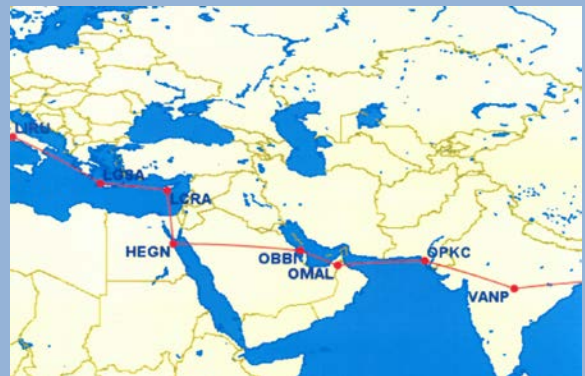 LIRU
LGSA
LCRA
HEGN
OBBI
OMAL
OPKC
VANP